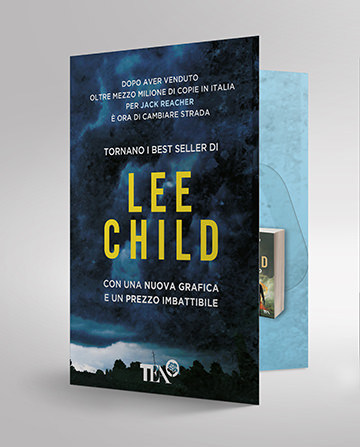 DOPO AVER VENDUTO
OLTRE MEZZO MILIONE DI COPIE IN ITALIA
PER JACK REACHER
È ORA DI CAMBIARE STRADA
TORNANO I BEST SELLER DI
LEE
CHILD
CON UNA NUOVA GRAFICA
E UN PREZZO IMBATTIBILE
TEA